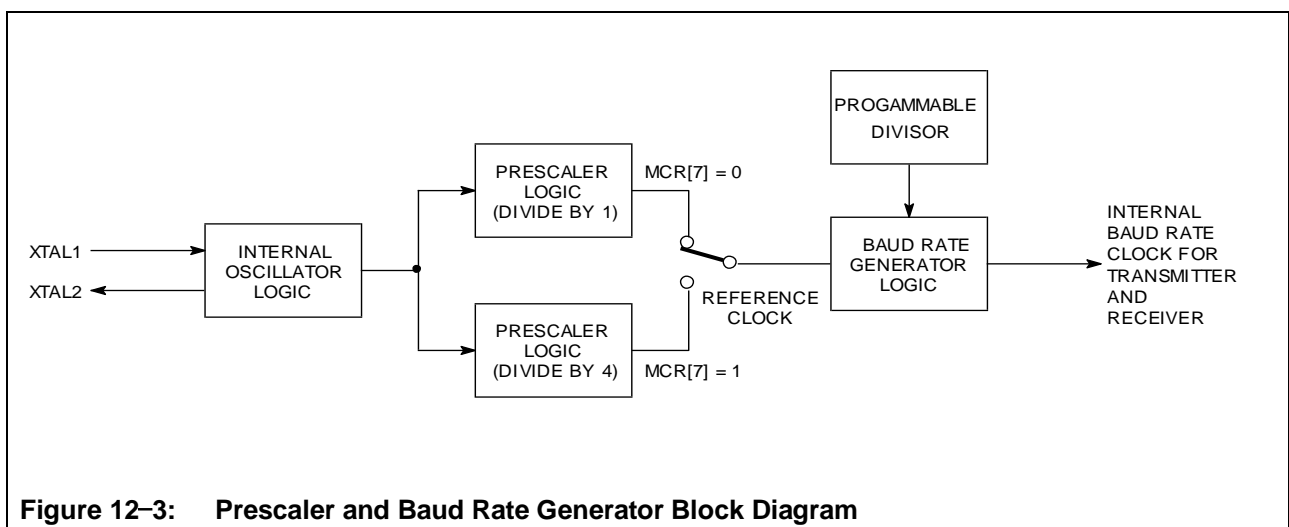 PROGAMMABLE
DIVISOR
PRESCALER
LOGIC
(DIVIDE BY 1)
MCR[7] = 0
XTAL1
XTAL2
INTERNAL
OSCILLATOR
LOGIC
BAUD RATE
GENERATOR
LOGIC
INTERNAL
BAUD RATE
CLOCK FOR
TRANSMITTER
AND
RECEIVER
REFERENCE
CLOCK
PRESCALER
LOGIC
(DIVIDE BY 4)
MCR[7] = 1
Figure 12–3: Prescaler and Baud Rate Generator Block Diagram